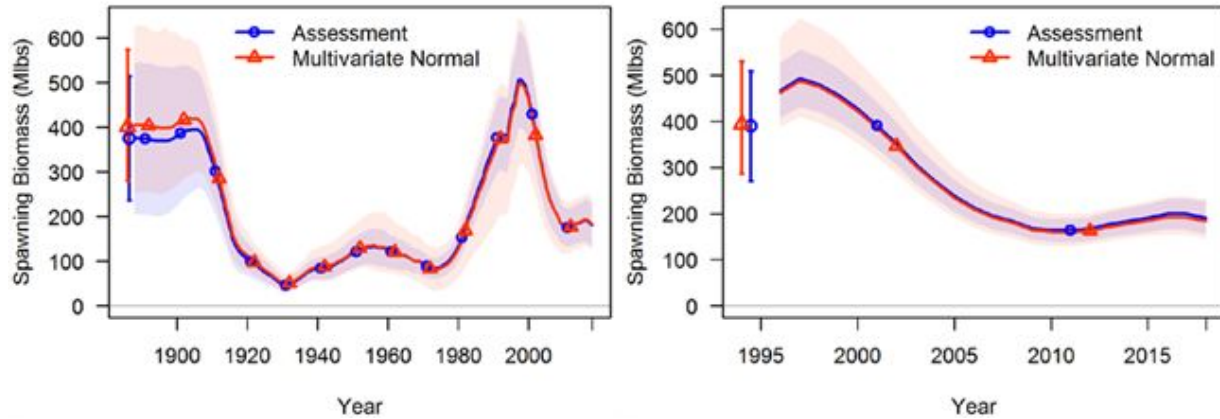 Assessment
Multivariate Normal
Spawning Biomass (Mlbs)
600
500
400
300
200
100
0
1900 1920 1940 1960 1980 2000
Year
Assessment
Multivariate Normal
Spawning Biomass (Mlbs)
600
500
400
300
200
100
0
1995 2000 2005 2010 2015
Year